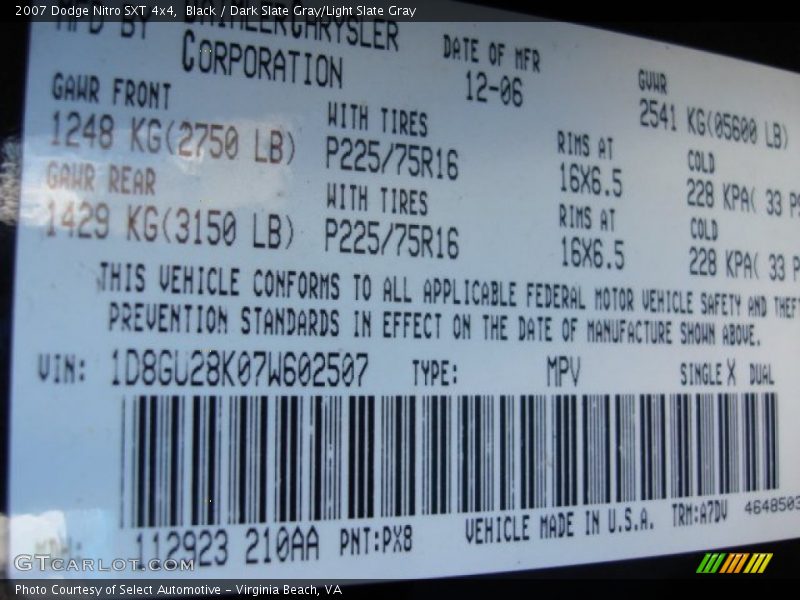 2007 Dodge Nitro SXT 4x4, Black / Dark Slate Gray/Light Slate Gray
MFD BY DAIMLERCHRYSLER CORPORATION
DATE OF MFR 12-06
GVWR 2541 KG(05600 LB)
GAWR FRONT 1248 KG(2750 LB) WITH TIRES P225/75R16 RIMS AT 16X6.5 COLD 228 KPA( 33
GAWR REAR 1429 KG(3150 LB) WITH TIRES P225/75R16 RIMS AT 16X6.5 COLD 228 KPA( 33
THIS VEHICLE CONFORMS TO ALL APPLICABLE FEDERAL MOTOR VEHICLE SAFETY AND THEFT
PREVENTION STANDARDS IN EFFECT ON THE DATE OF MANUFACTURE SHOWN ABOVE.
VIN: 1D8GU28K07W602507 TYPE: MPV SINGLE X DUAL
112923 210AA PNT:PX8 VEHICLE MADE IN U.S.A. TRM:A7DV 4648503
GTcarlot.com
Photo Courtesy of Select Automotive - Virginia Beach, VA